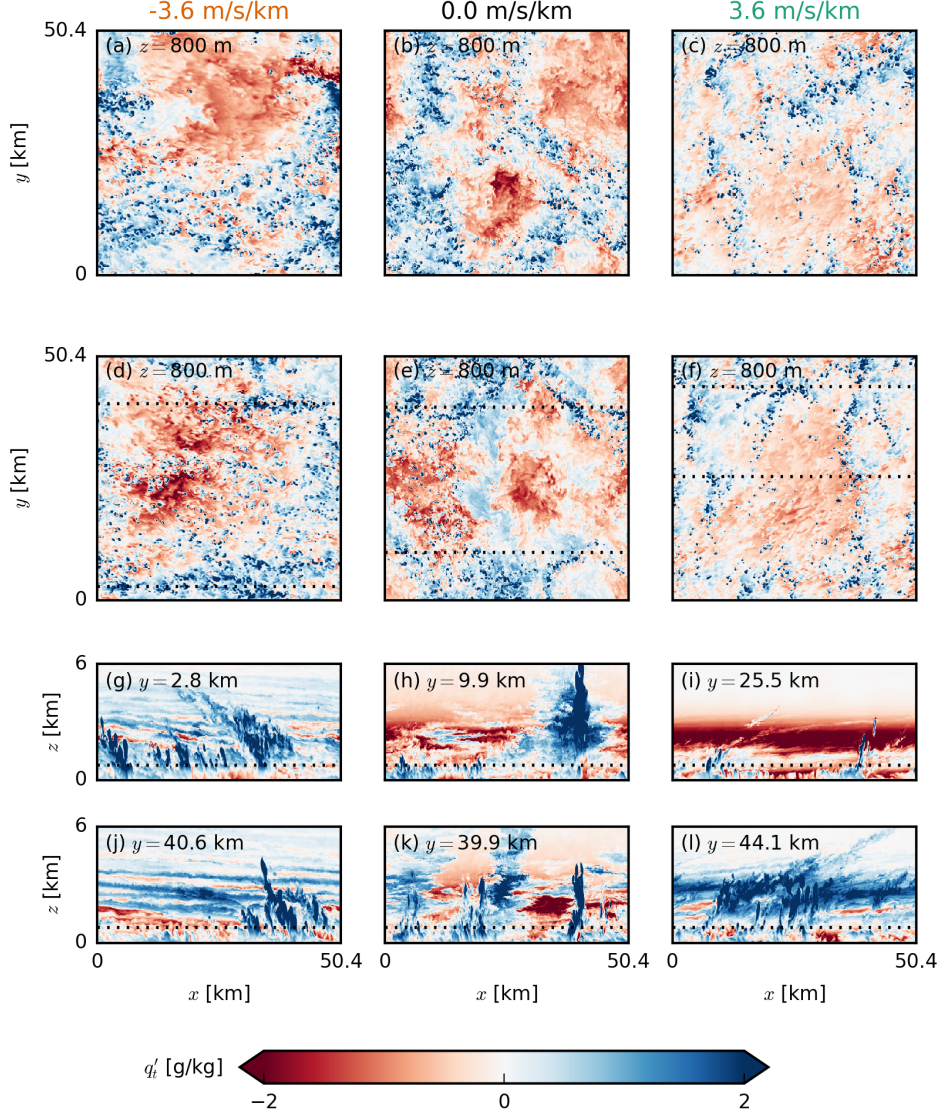 -3.6 m/s/km 0.0 m/s/km 3.6 m/s/km
50.4
(a) z = 800 m (b) z = 800 m (c) z = 800 m
y [km]
0
50.4
(d) z = 800 m (e) z = 800 m (f) z = 800 m
y [km]
0
6
(g) y = 2.8 km (h) y = 9.9 km (i) y = 25.5 km
z [km]
0
6
(j) y = 40.6 km (k) y = 39.9 km (l) y = 44.1 km
z [km]
0
0 50.4 0 50.4 0 50.4
x [km] x [km] x [km]
q′t [g/kg]
−2 0 2